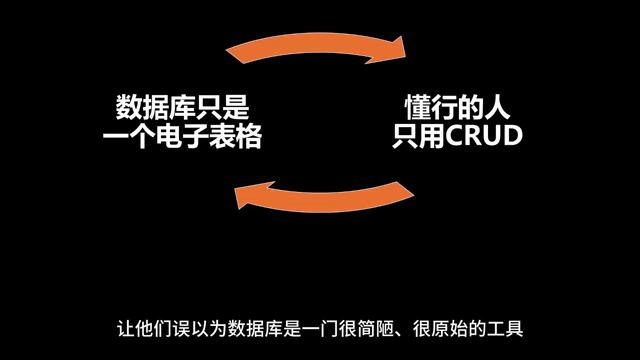 数据库只是
一个电子表格
懂行的人
只用CRUD
让他们误以为数据库是一门很简陋、很原始的工具